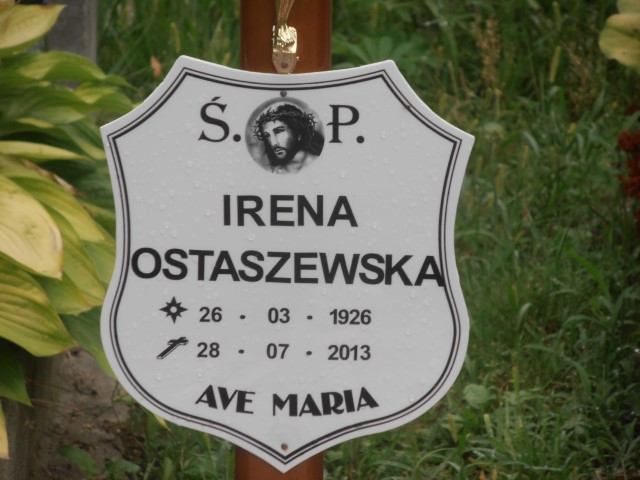 Ś. P.
IRENA
OSTASZEWSKA
26 · 03 · 1926
28 · 07 · 2013
AVE MARIA